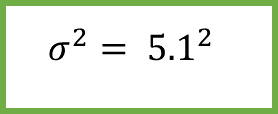 σ² = 5.1²